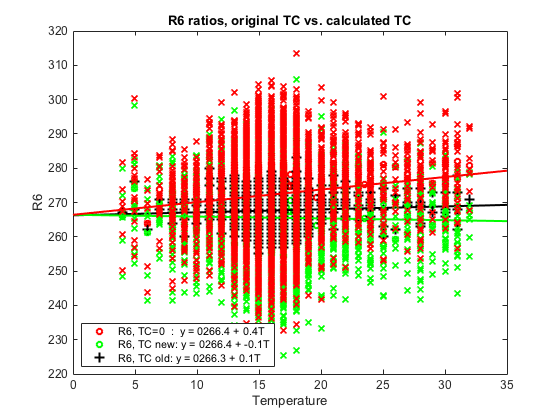 R6 ratios, original TC vs. calculated TC
320
310
300
290
280
270
260
250
240
230
220
R6
R6, TC=0 : y = 0266.4 + 0.4T
R6, TC new: y = 0266.4 + -0.1T
R6, TC old: y = 0266.3 + 0.1T
0 5 10 15 20 25 30 35
Temperature